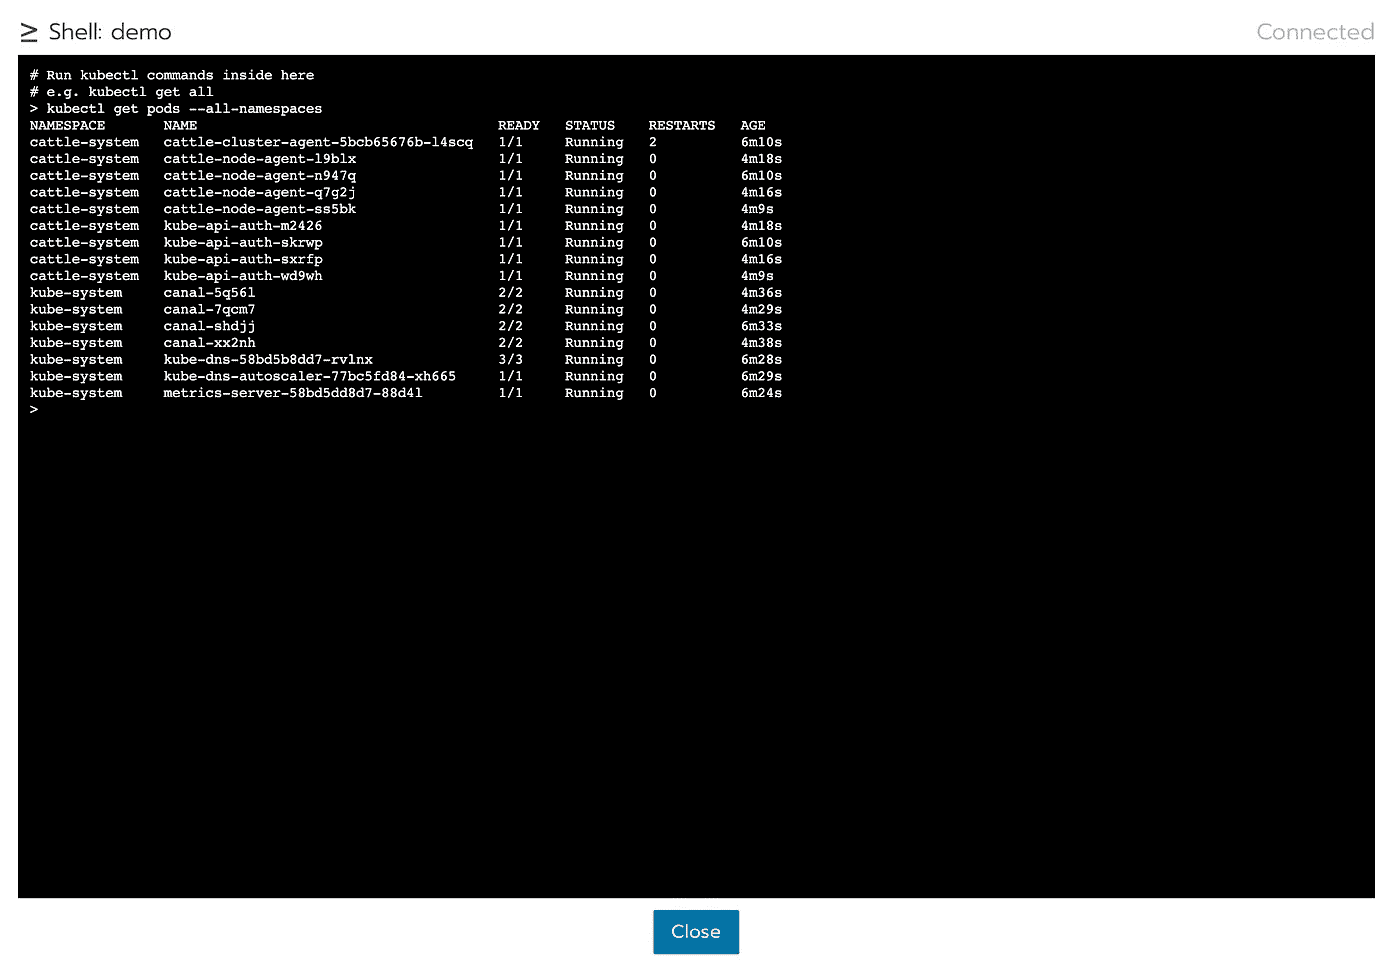 ≥ Shell: demo
Connected
# Run kubectl commands inside here
# e.g. kubectl get all
> kubectl get pods --all-namespaces
NAMESPACE NAME READY STATUS RESTARTS AGE
cattle-system cattle-cluster-agent-5bcb65676b-l4scq 1/1 Running 2 6m10s
cattle-system cattle-node-agent-l9blx 1/1 Running 0 4m18s
cattle-system cattle-node-agent-n947q 1/1 Running 0 6m10s
cattle-system cattle-node-agent-q7g2j 1/1 Running 0 4m16s
cattle-system cattle-node-agent-ss5bk 1/1 Running 0 4m9s
cattle-system kube-api-auth-m2426 1/1 Running 0 4m18s
cattle-system kube-api-auth-skrwp 1/1 Running 0 6m10s
cattle-system kube-api-auth-sxrfp 1/1 Running 0 4m16s
cattle-system kube-api-auth-wd9wh 1/1 Running 0 4m9s
kube-system canal-5q56l 2/2 Running 0 4m36s
kube-system canal-7qcm7 2/2 Running 0 4m29s
kube-system canal-shdjj 2/2 Running 0 6m33s
kube-system canal-xx2nh 2/2 Running 0 4m38s
kube-system kube-dns-58bd5b8dd7-rvlnx 3/3 Running 0 6m28s
kube-system kube-dns-autoscaler-77bc5fd84-xh665 1/1 Running 0 6m29s
kube-system metrics-server-58bd5dd8d7-88d4l 1/1 Running 0 6m24s
>
Close